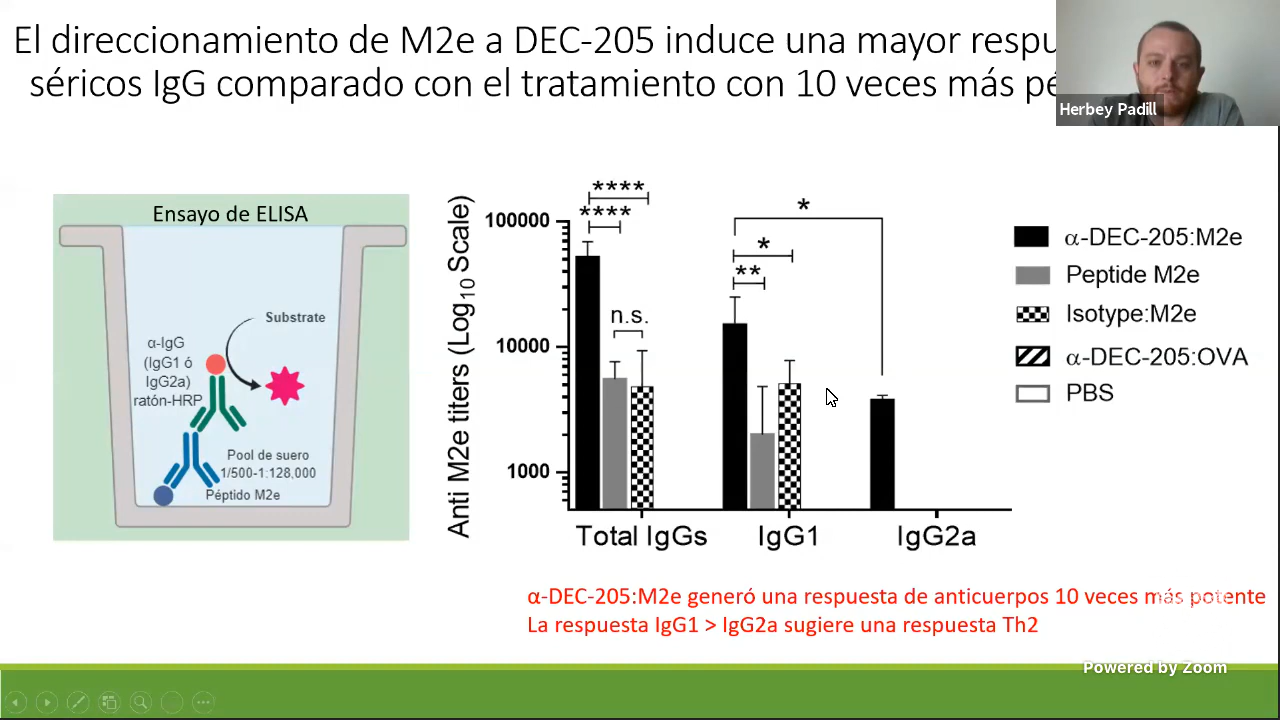 El direccionamiento de M2e a DEC-205 induce una mayor
séricos IgG comparado con el tratamiento con 10 veces más
Herbey Padill
Ensayo de ELISA
Substrate
α-IgG
(IgG1 ó
IgG2a)
ratón-HRP
Pool de suero
1/500-1:128,000
Péptido M2e
Anti M2e titers (Log10 Scale)
100000
10000
1000
****
****
n.s.
*
*
**
Total IgGs
IgG1
IgG2a
α-DEC-205:M2e
Peptide M2e
Isotype:M2e
α-DEC-205:OVA
PBS
α-DEC-205:M2e generó una respuesta de anticuerpos 10 veces más potente
La respuesta IgG1 > IgG2a sugiere una respuesta Th2
Powered by Zoom